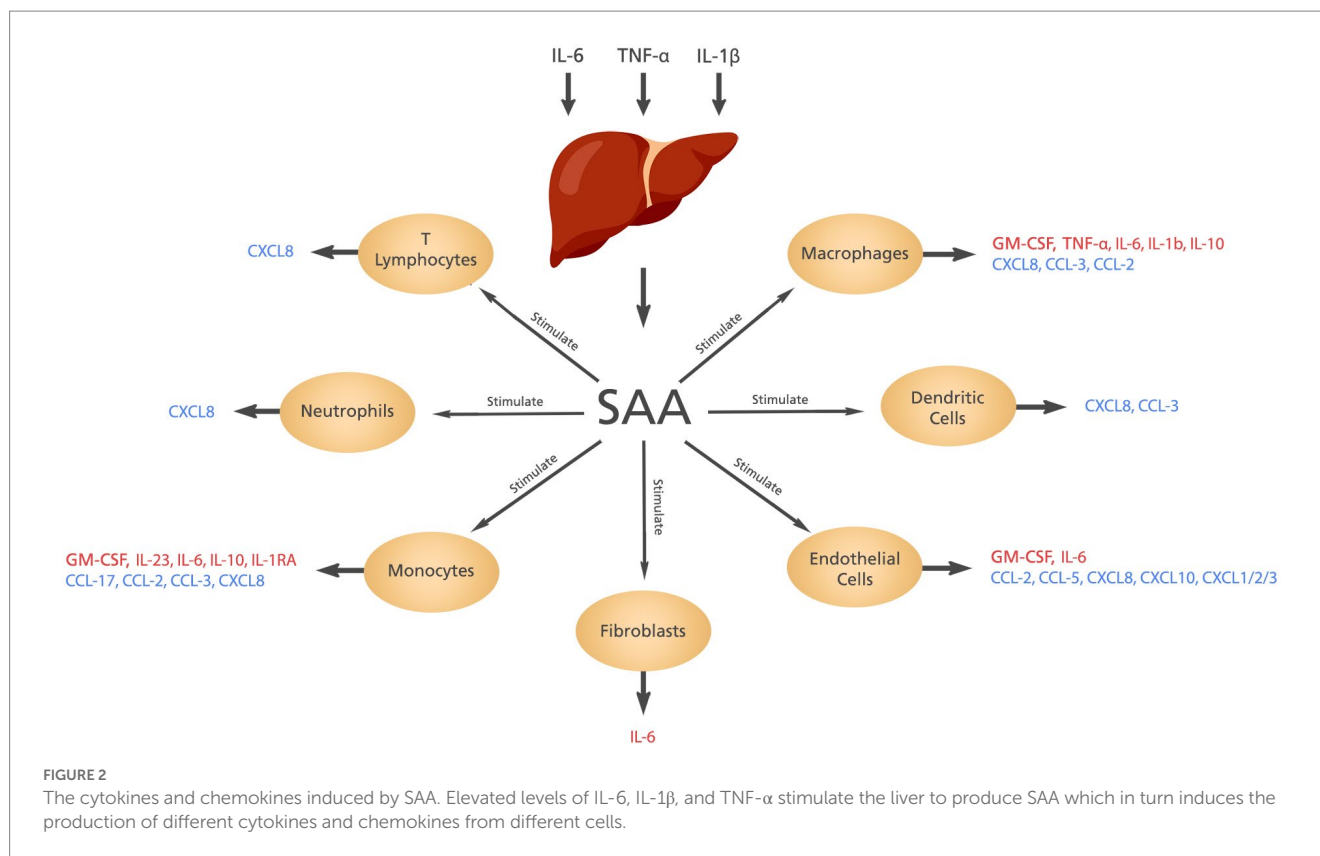 IL-6 TNF-α IL-1β
T
Lymphocytes
CXCL8
Macrophages
GM-CSF, TNF-α, IL-6, IL-1b, IL-10
CXCL8, CCL-3, CCL-2
Stimulate
Stimulate
Neutrophils
CXCL8
Stimulate
SAA
Stimulate
Dendritic
Cells
CXCL8, CCL-3
Stimulate
Stimulate
Stimulate
GM-CSF, IL-23, IL-6, IL-10, IL-1RA
CCL-17, CCL-2, CCL-3, CXCL8
Monocytes
Endothelial
Cells
GM-CSF, IL-6
CCL-2, CCL-5, CXCL8, CXCL10, CXCL1/2/3
Fibroblasts
IL-6
FIGURE 2
The cytokines and chemokines induced by SAA. Elevated levels of IL-6, IL-1β, and TNF-α stimulate the liver to produce SAA which in turn induces the
production of different cytokines and chemokines from different cells.